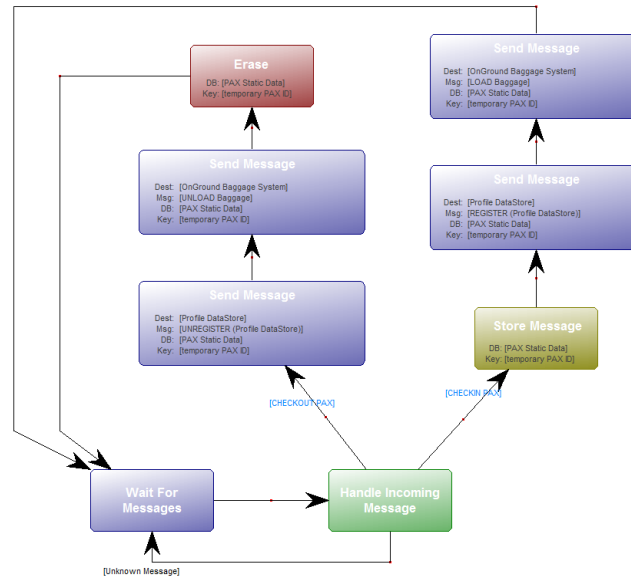 Send Message
Dest: [OnGround Baggage System]
Msg: [LOAD Baggage]
DB: [PAX Static Data]
Key: [temporary PAX ID]
Erase
DB: [PAX Static Data]
Key: [temporary PAX ID]
Send Message
Dest: [OnGround Baggage System]
Msg: [UNLOAD Baggage]
DB: [PAX Static Data]
Key: [temporary PAX ID]
Send Message
Dest: [Profile DataStore]
Msg: [REGISTER (Profile DataStore)]
DB: [PAX Static Data]
Key: [temporary PAX ID]
Send Message
Dest: [Profile DataStore]
Msg: [UNREGISTER (Profile DataStore)]
DB: [PAX Static Data]
Key: [temporary PAX ID]
Store Message
DB: [PAX Static Data]
Key: [temporary PAX ID]
[CHECKOUT PAX]
[CHECKIN PAX]
Wait For
Messages
Handle Incoming
Message
[Unknown Message]